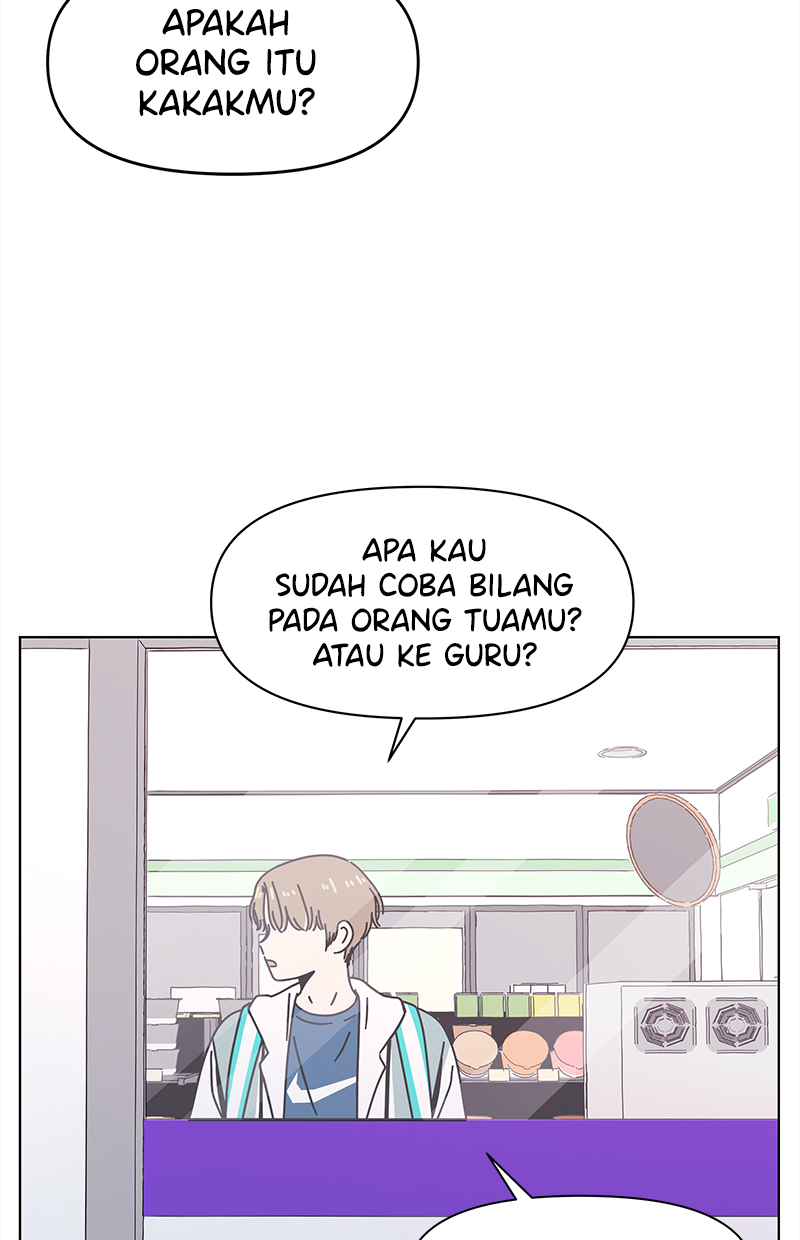 APAKAH
ORANG ITU
KAKAKMU?
APA KAU
SUDAH COBA BILANG
PADA ORANG TUAMU?
ATAU KE GURU?